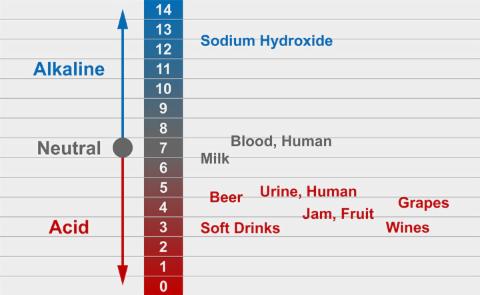 14
13
Sodium Hydroxide
12
Alkaline
11
10
9
8
Blood, Human
Neutral
7
Milk
6
5
Urine, Human
Beer
Grapes
4
Jam, Fruit
Acid
3
Soft Drinks
Wines
2
1
0